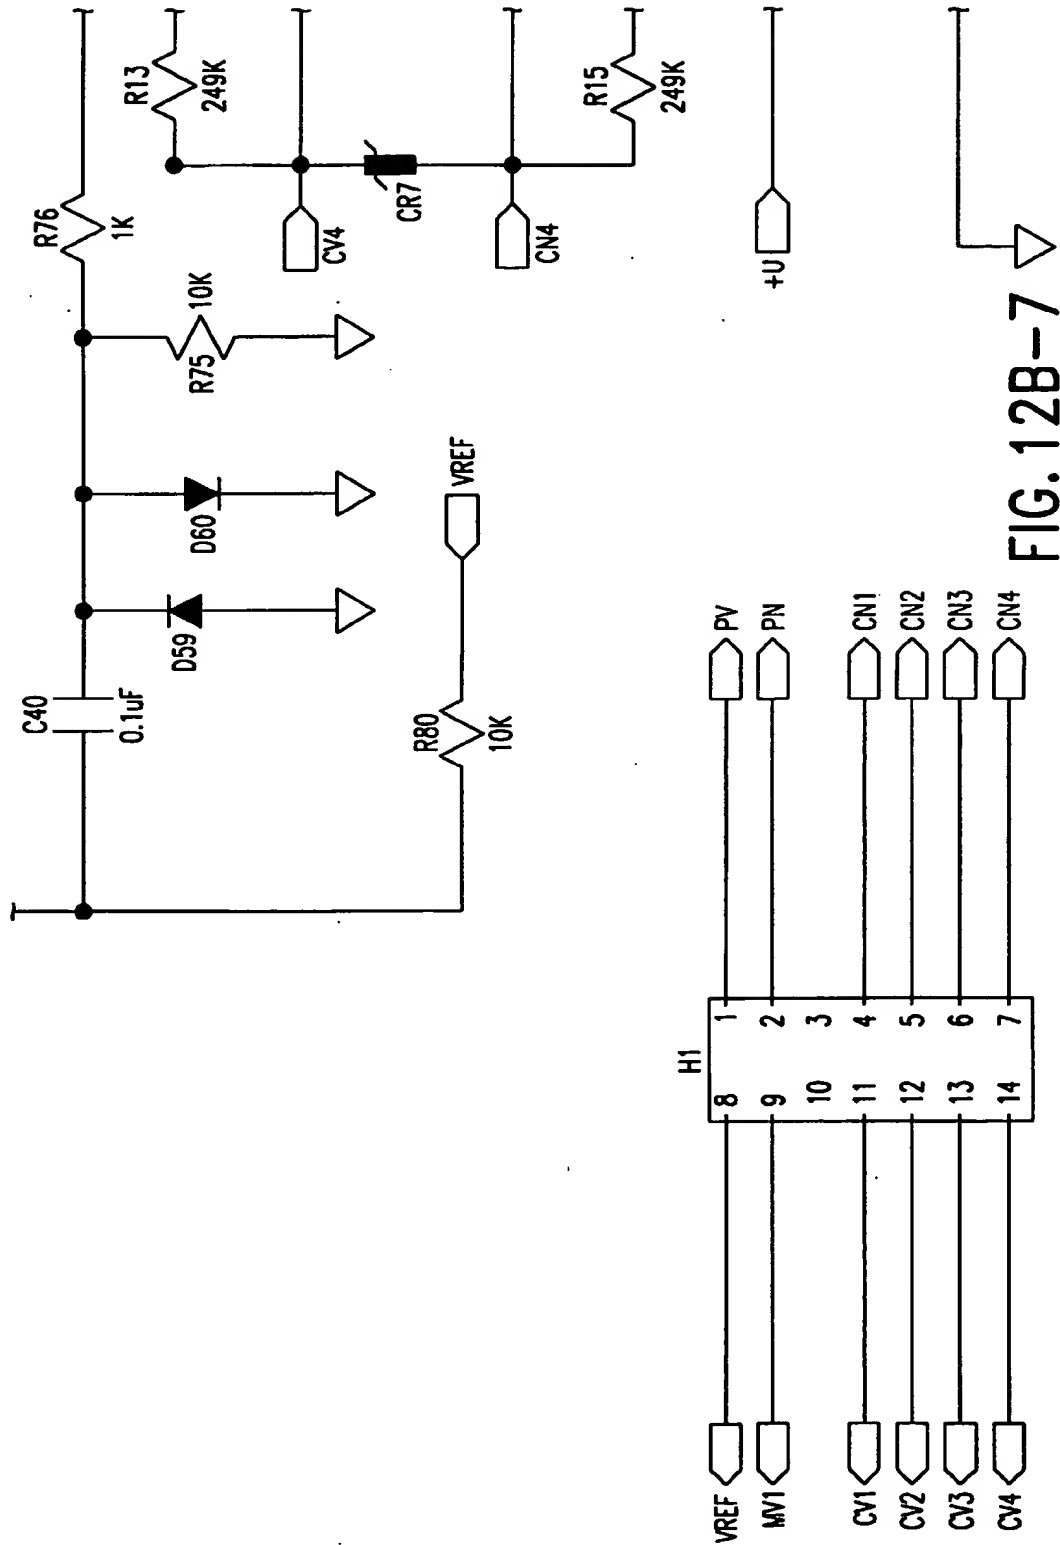 C40
0.1uF
D59
D60
R75
10K
R76
1K
R13
249K
CV4
CR7
CN4
R15
249K
R80
10K
VREF
+U
H1
VREF 8 1 PV
MV1 9 2 PN
10 3
CV1 11 4 CN1
CV2 12 5 CN2
CV3 13 6 CN3
CV4 14 7 CN4
FIG. 12B-7